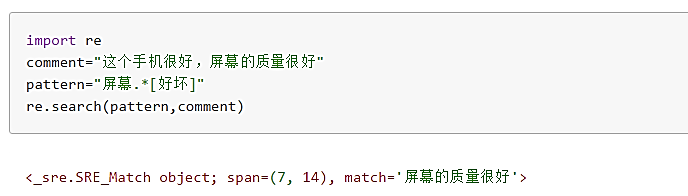 import re
comment="这个手机很好，屏幕的质量很好"
pattern="屏幕.*[好坏]"
re.search(pattern,comment)
<_sre.SRE_Match object; span=(7, 14), match='屏幕的质量很好'>